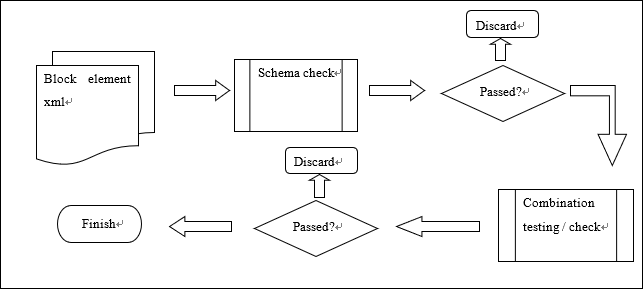 Discard
Block element
xml
Schema check
Passed?
Discard
Combination
testing / check
Passed?
Finish